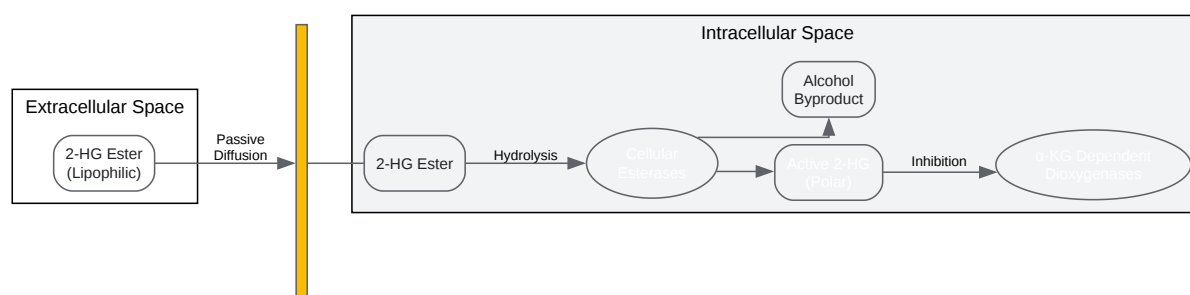 Intracellular Space
Extracellular Space
2-HG Ester
(Lipophilic)
Passive
Diffusion
2-HG Ester
Hydrolysis
Cellular
Esterases
Alcohol
Byproduct
Active 2-HG
(Polar)
Inhibition
α-KG Dependent
Dioxygenases